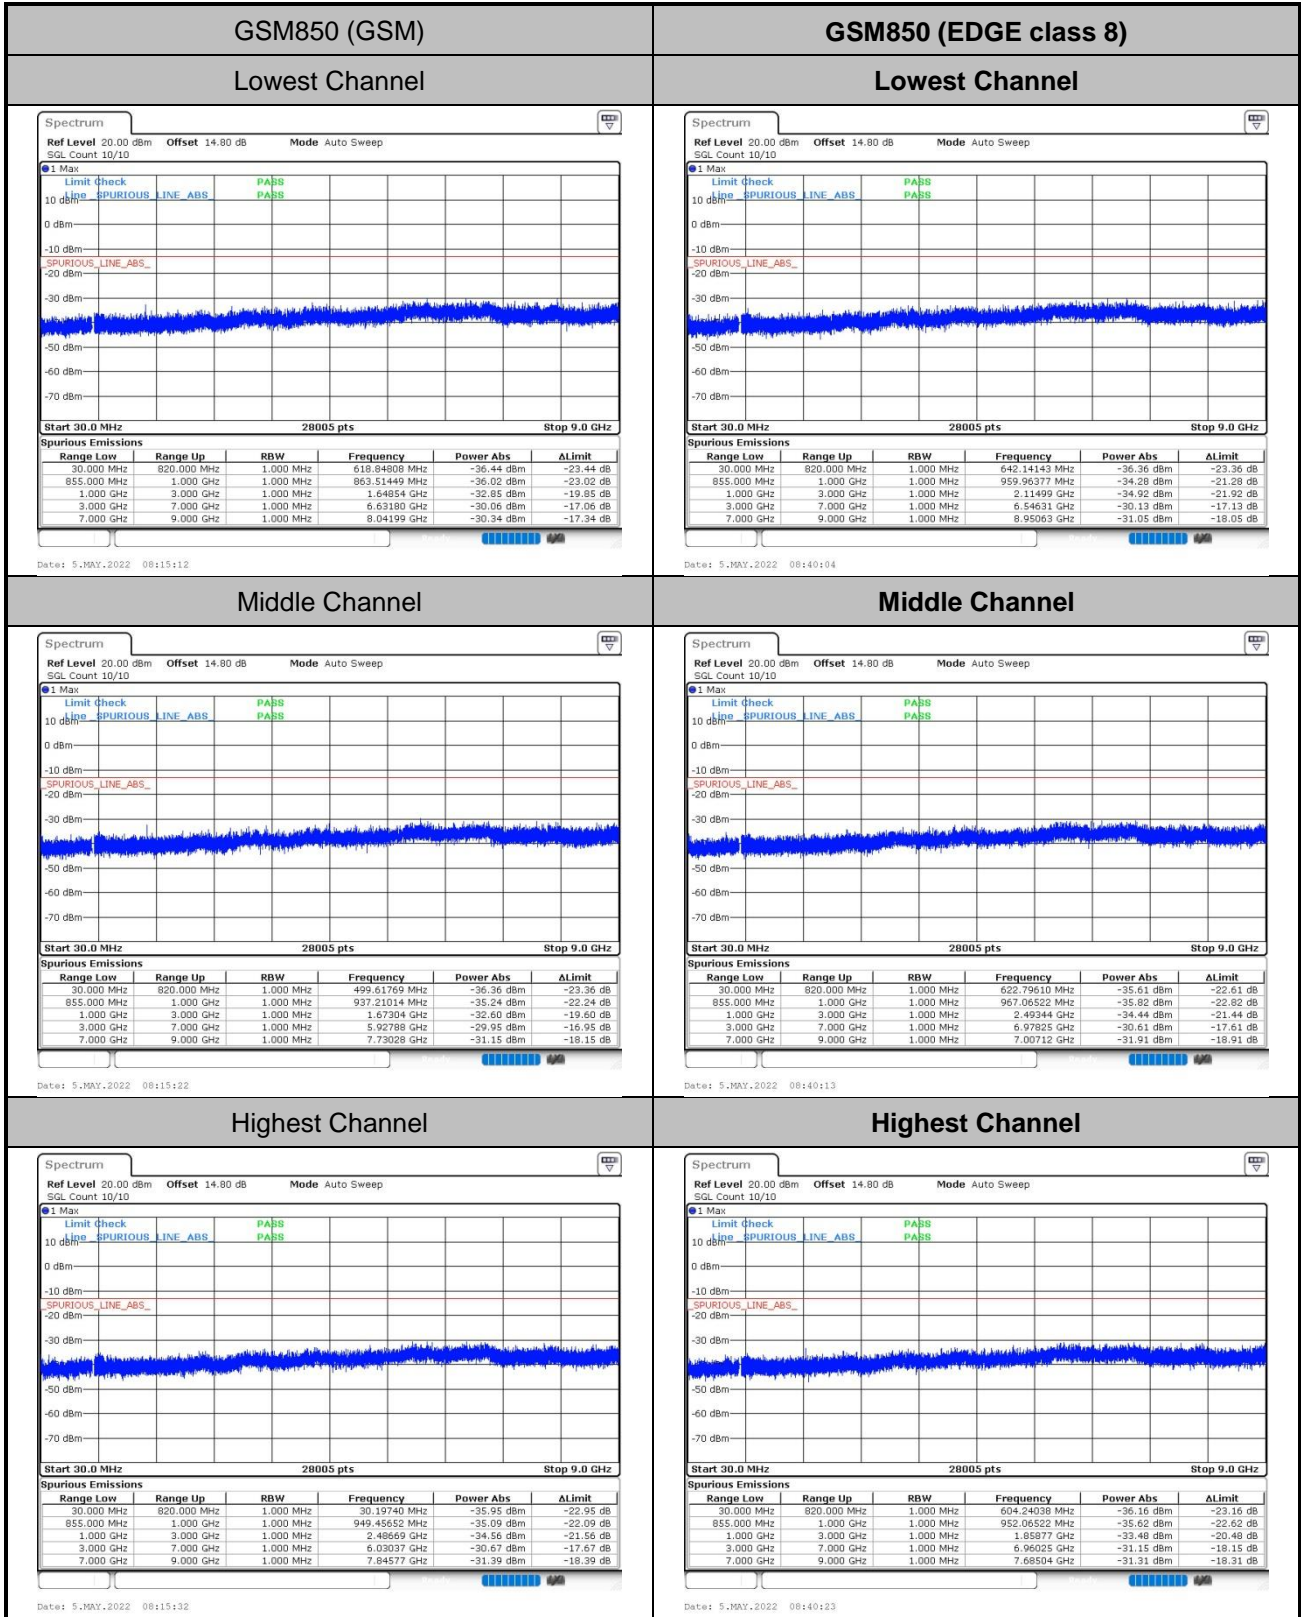 GSM850 (GSM)
GSM850 (EDGE class 8)
Lowest Channel
Lowest Channel
Spectrum
Ref Level 20.00 dBm Offset 14.80 dB Mode Auto Sweep
SGL Count 10/10
1 Max
Limit Check PASS
10 dBm Line _SPURIOUS_LINE_ABS_ PASS
0 dBm
-10 dBm
_SPURIOUS_LINE_ABS_
-20 dBm
-30 dBm
-50 dBm
-60 dBm
-70 dBm
Start 30.0 MHz 28005 pts Stop 9.0 GHz
Spurious Emissions
Range Low Range Up RBW Frequency Power Abs ΔLimit
30.000 MHz 820.000 MHz 1.000 MHz 618.84808 MHz -36.44 dBm -23.44 dB
855.000 MHz 1.000 GHz 1.000 MHz 863.51449 MHz -36.02 dBm -23.02 dB
1.000 GHz 3.000 GHz 1.000 MHz 1.64854 GHz -32.85 dBm -19.85 dB
3.000 GHz 7.000 GHz 1.000 MHz 6.63180 GHz -30.06 dBm -17.06 dB
7.000 GHz 9.000 GHz 1.000 MHz 8.04199 GHz -30.34 dBm -17.34 dB
Date: 5.MAY.2022 08:15:12
Spectrum
Ref Level 20.00 dBm Offset 14.80 dB Mode Auto Sweep
SGL Count 10/10
1 Max
Limit Check PASS
10 dBm Line _SPURIOUS_LINE_ABS_ PASS
0 dBm
-10 dBm
_SPURIOUS_LINE_ABS_
-20 dBm
-30 dBm
-50 dBm
-60 dBm
-70 dBm
Start 30.0 MHz 28005 pts Stop 9.0 GHz
Spurious Emissions
Range Low Range Up RBW Frequency Power Abs ΔLimit
30.000 MHz 820.000 MHz 1.000 MHz 642.14143 MHz -36.36 dBm -23.36 dB
855.000 MHz 1.000 GHz 1.000 MHz 959.96377 MHz -34.28 dBm -21.28 dB
1.000 GHz 3.000 GHz 1.000 MHz 2.11499 GHz -34.92 dBm -21.92 dB
3.000 GHz 7.000 GHz 1.000 MHz 6.54631 GHz -30.13 dBm -17.13 dB
7.000 GHz 9.000 GHz 1.000 MHz 8.95063 GHz -31.05 dBm -18.05 dB
Date: 5.MAY.2022 08:40:04
Middle Channel
Middle Channel
Spectrum
Ref Level 20.00 dBm Offset 14.80 dB Mode Auto Sweep
SGL Count 10/10
1 Max
Limit Check PASS
10 dBm Line _SPURIOUS_LINE_ABS_ PASS
0 dBm
-10 dBm
_SPURIOUS_LINE_ABS_
-20 dBm
-30 dBm
-50 dBm
-60 dBm
-70 dBm
Start 30.0 MHz 28005 pts Stop 9.0 GHz
Spurious Emissions
Range Low Range Up RBW Frequency Power Abs ΔLimit
30.000 MHz 820.000 MHz 1.000 MHz 499.61769 MHz -36.36 dBm -23.36 dB
855.000 MHz 1.000 GHz 1.000 MHz 937.21014 MHz -35.24 dBm -22.24 dB
1.000 GHz 3.000 GHz 1.000 MHz 1.67304 GHz -32.60 dBm -19.60 dB
3.000 GHz 7.000 GHz 1.000 MHz 5.92788 GHz -29.95 dBm -16.95 dB
7.000 GHz 9.000 GHz 1.000 MHz 7.73028 GHz -31.15 dBm -18.15 dB
Date: 5.MAY.2022 08:15:22
Spectrum
Ref Level 20.00 dBm Offset 14.80 dB Mode Auto Sweep
SGL Count 10/10
1 Max
Limit Check PASS
10 dBm Line _SPURIOUS_LINE_ABS_ PASS
0 dBm
-10 dBm
_SPURIOUS_LINE_ABS_
-20 dBm
-30 dBm
-50 dBm
-60 dBm
-70 dBm
Start 30.0 MHz 28005 pts Stop 9.0 GHz
Spurious Emissions
Range Low Range Up RBW Frequency Power Abs ΔLimit
30.000 MHz 820.000 MHz 1.000 MHz 622.79610 MHz -35.61 dBm -22.61 dB
855.000 MHz 1.000 GHz 1.000 MHz 967.06522 MHz -35.82 dBm -22.82 dB
1.000 GHz 3.000 GHz 1.000 MHz 2.49344 GHz -34.44 dBm -21.44 dB
3.000 GHz 7.000 GHz 1.000 MHz 6.97825 GHz -30.61 dBm -17.61 dB
7.000 GHz 9.000 GHz 1.000 MHz 7.00712 GHz -31.91 dBm -18.91 dB
Date: 5.MAY.2022 08:40:13
Highest Channel
Highest Channel
Spectrum
Ref Level 20.00 dBm Offset 14.80 dB Mode Auto Sweep
SGL Count 10/10
1 Max
Limit Check PASS
10 dBm Line _SPURIOUS_LINE_ABS_ PASS
0 dBm
-10 dBm
_SPURIOUS_LINE_ABS_
-20 dBm
-30 dBm
-50 dBm
-60 dBm
-70 dBm
Start 30.0 MHz 28005 pts Stop 9.0 GHz
Spurious Emissions
Range Low Range Up RBW Frequency Power Abs ΔLimit
30.000 MHz 820.000 MHz 1.000 MHz 30.19740 MHz -35.95 dBm -22.95 dB
855.000 MHz 1.000 GHz 1.000 MHz 949.45652 MHz -35.09 dBm -22.09 dB
1.000 GHz 3.000 GHz 1.000 MHz 2.48669 GHz -34.56 dBm -21.56 dB
3.000 GHz 7.000 GHz 1.000 MHz 6.03037 GHz -30.67 dBm -17.67 dB
7.000 GHz 9.000 GHz 1.000 MHz 7.84577 GHz -31.39 dBm -18.39 dB
Date: 5.MAY.2022 08:15:32
Spectrum
Ref Level 20.00 dBm Offset 14.80 dB Mode Auto Sweep
SGL Count 10/10
1 Max
Limit Check PASS
10 dBm Line _SPURIOUS_LINE_ABS_ PASS
0 dBm
-10 dBm
_SPURIOUS_LINE_ABS_
-20 dBm
-30 dBm
-50 dBm
-60 dBm
-70 dBm
Start 30.0 MHz 28005 pts Stop 9.0 GHz
Spurious Emissions
Range Low Range Up RBW Frequency Power Abs ΔLimit
30.000 MHz 820.000 MHz 1.000 MHz 604.24038 MHz -36.16 dBm -23.16 dB
855.000 MHz 1.000 GHz 1.000 MHz 952.06522 MHz -35.62 dBm -22.62 dB
1.000 GHz 3.000 GHz 1.000 MHz 1.85877 GHz -33.48 dBm -20.48 dB
3.000 GHz 7.000 GHz 1.000 MHz 6.96025 GHz -31.15 dBm -18.15 dB
7.000 GHz 9.000 GHz 1.000 MHz 7.68504 GHz -31.31 dBm -18.31 dB
Date: 5.MAY.2022 08:40:23